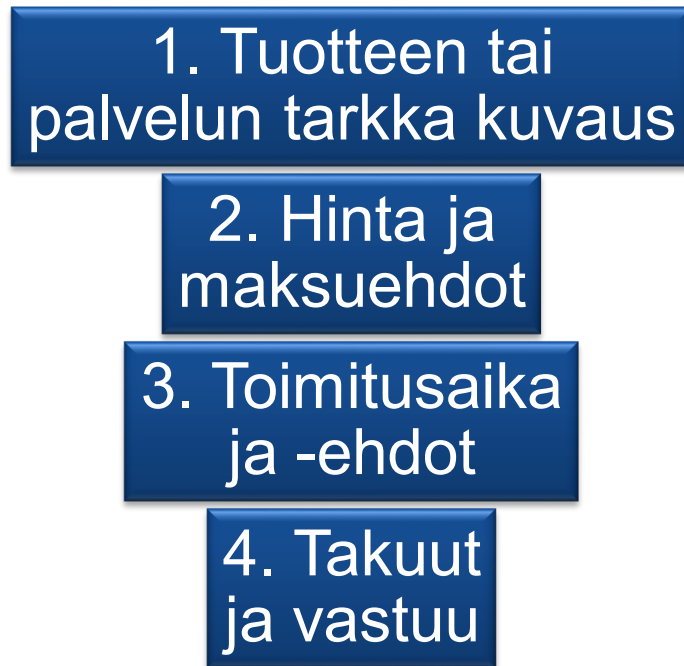 1. Tuotteen tai
palvelun tarkka kuvaus
2. Hinta ja
maksuehdot
3. Toimitusaika
ja -ehdot
4. Takuut
ja vastuu